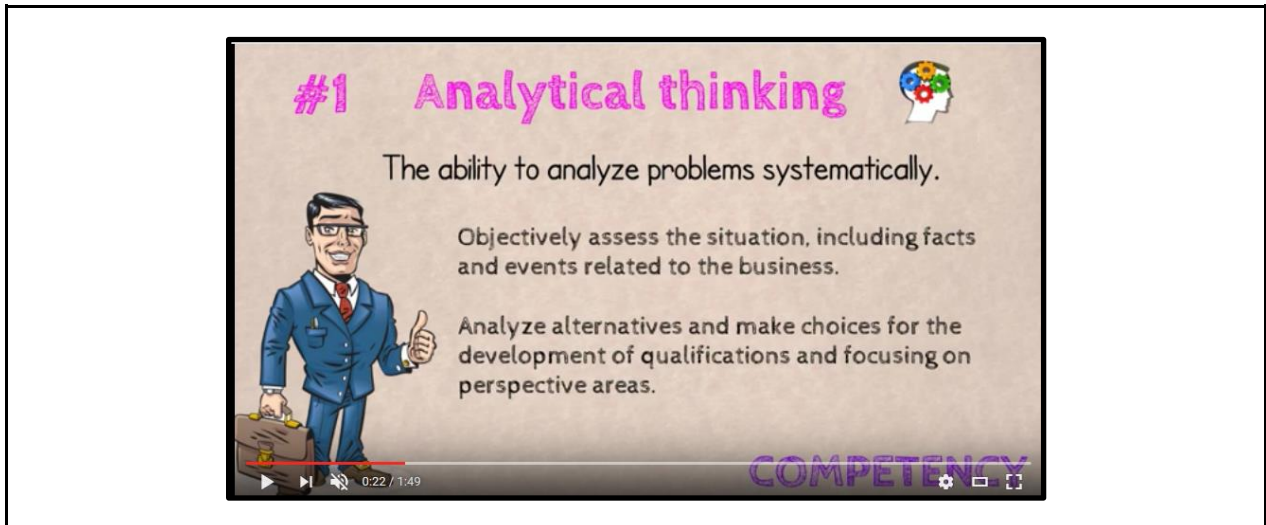 #1 Analytical thinking
The ability to analyze problems systematically.
Objectively assess the situation, including facts
and events related to the business.
Analyze alternatives and make choices for the
development of qualifications and focusing on
perspective areas.
COMPETENCY
0:22 / 1:49